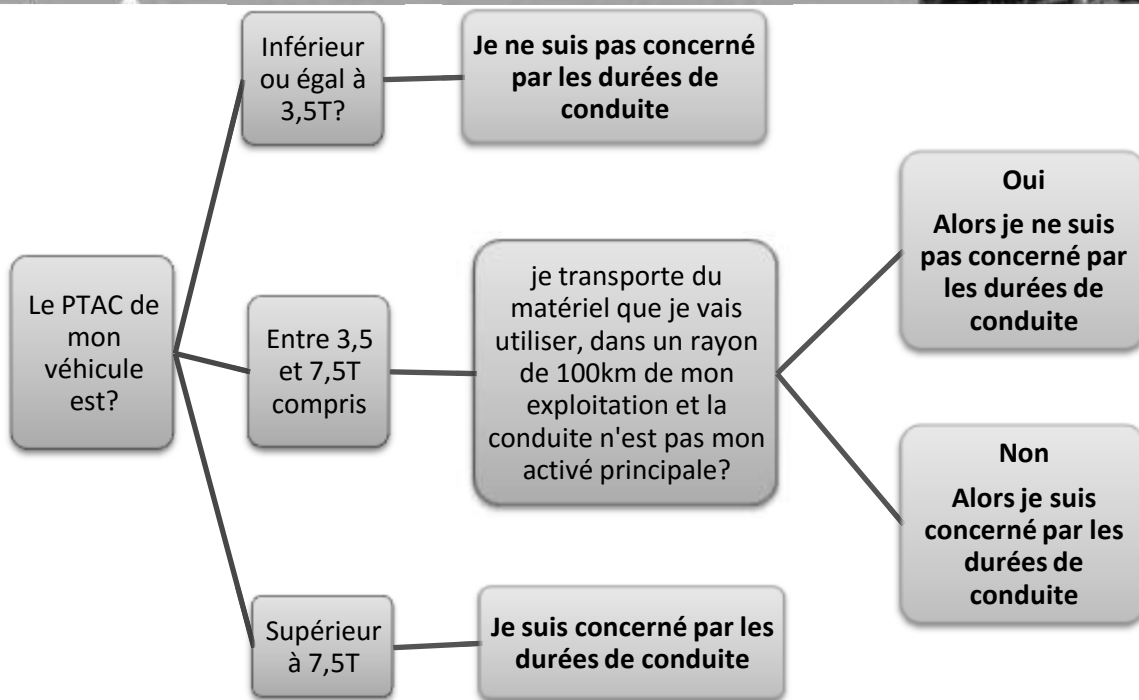 Le PTAC de
mon
véhicule
est?
Inférieur
ou égal à
3,5T?
Je ne suis pas concerné
par les durées de
conduite
Entre 3,5
et 7,5T
compris
je transporte du
matériel que je vais
utiliser, dans un rayon
de 100km de mon
exploitation et la
conduite n'est pas mon
activé principale?
Oui
Alors je ne suis
pas concerné par
les durées de
conduite
Non
Alors je suis
concerné par les
durées de
conduite
Supérieur
à 7,5T
Je suis concerné par les
durées de conduite